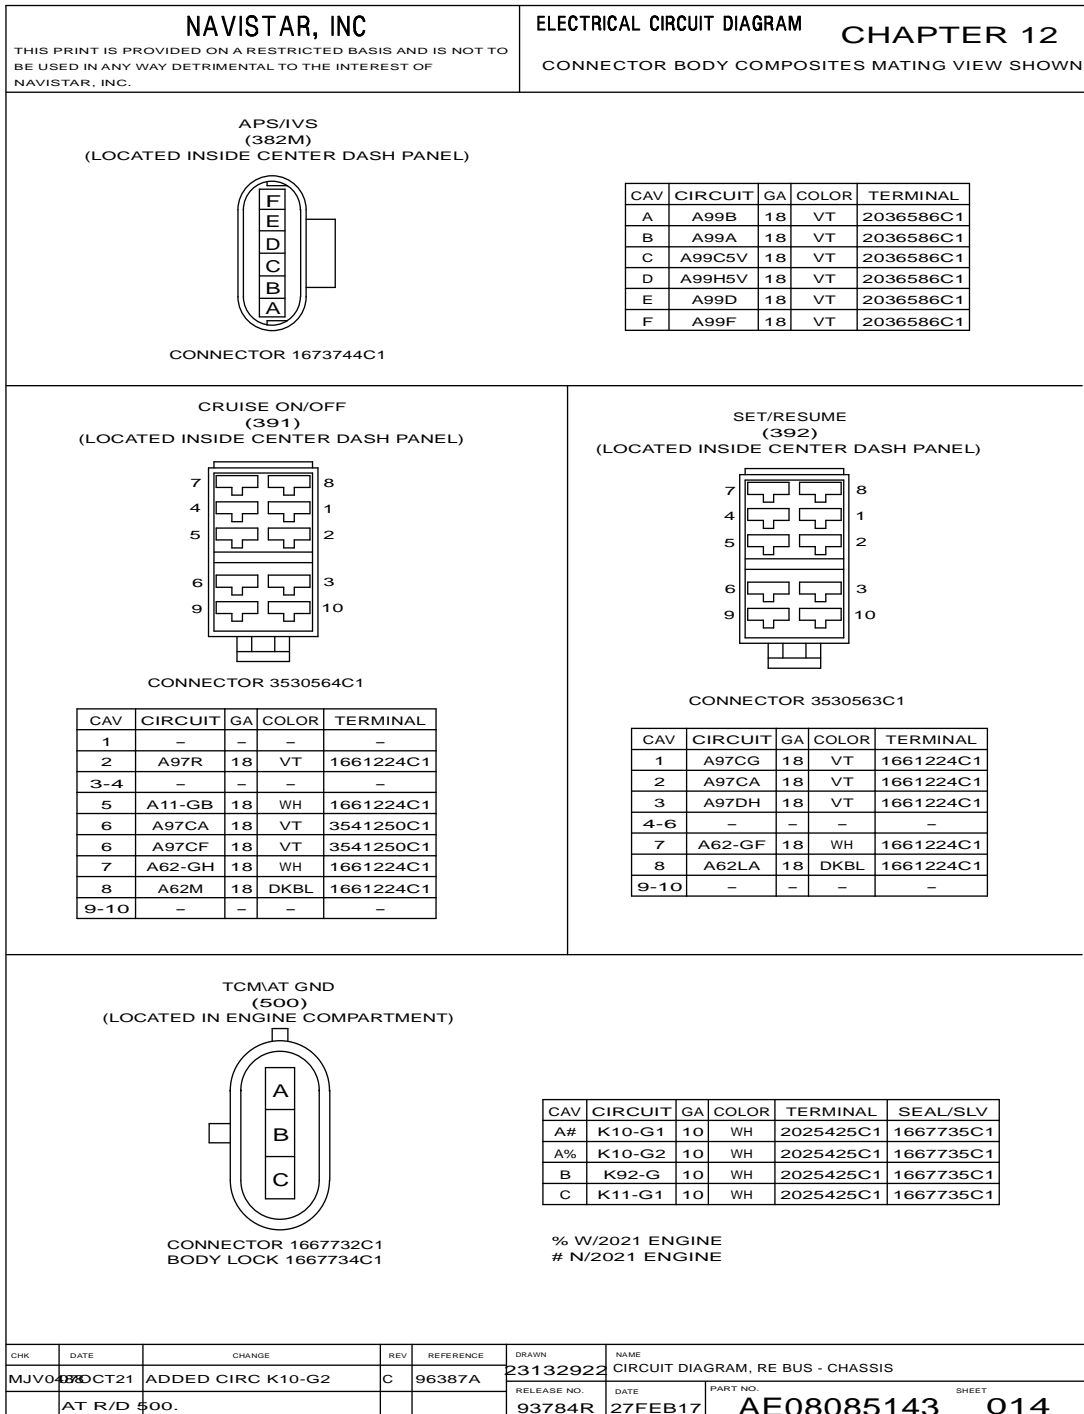 NAVISTAR, INC
THIS PRINT IS PROVIDED ON A RESTRICTED BASIS AND IS NOT TO
BE USED IN ANY WAY DETRIMENTAL TO THE INTEREST OF
NAVISTAR, INC.
ELECTRICAL CIRCUIT DIAGRAM
CHAPTER 12
CONNECTOR BODY COMPOSITES MATING VIEW SHOWN
APS/IVS
(382M)
(LOCATED INSIDE CENTER DASH PANEL)
F
E
D
C
B
A
CONNECTOR 1673744C1
CAV CIRCUIT GA COLOR TERMINAL
A A99B 18 VT 2036586C1
B A99A 18 VT 2036586C1
C A99C5V 18 VT 2036586C1
D A99H5V 18 VT 2036586C1
E A99D 18 VT 2036586C1
F A99F 18 VT 2036586C1
CRUISE ON/OFF
(391)
(LOCATED INSIDE CENTER DASH PANEL)
7 8
4 1
5 2
6 3
9 10
CONNECTOR 3530564C1
CAV CIRCUIT GA COLOR TERMINAL
1 – – – –
2 A97R 18 VT 1661224C1
3-4 – – – –
5 A11-GB 18 WH 1661224C1
6 A97CA 18 VT 3541250C1
6 A97CF 18 VT 3541250C1
7 A62-GH 18 WH 1661224C1
8 A62M 18 DKBL 1661224C1
9-10 – – – –
SET/RESUME
(392)
(LOCATED INSIDE CENTER DASH PANEL)
7 8
4 1
5 2
6 3
9 10
CONNECTOR 3530563C1
CAV CIRCUIT GA COLOR TERMINAL
1 A97CG 18 VT 1661224C1
2 A97CA 18 VT 1661224C1
3 A97DH 18 VT 1661224C1
4-6 – – – –
7 A62-GF 18 WH 1661224C1
8 A62LA 18 DKBL 1661224C1
9-10 – – – –
TCM\AT GND
(500)
(LOCATED IN ENGINE COMPARTMENT)
A
B
C
CONNECTOR 1667732C1
BODY LOCK 1667734C1
CAV CIRCUIT GA COLOR TERMINAL SEAL/SLV
A# K10-G1 10 WH 2025425C1 1667735C1
A% K10-G2 10 WH 2025425C1 1667735C1
B K92-G 10 WH 2025425C1 1667735C1
C K11-G1 10 WH 2025425C1 1667735C1
% W/2021 ENGINE
# N/2021 ENGINE
CHK DATE CHANGE REV REFERENCE
ADDED CIRC K10-G2 C 96387A
AT R/D 500.
DRAWN
23132922
NAME
CIRCUIT DIAGRAM, RE BUS - CHASSIS
RELEASE NO.
93784R
DATE
27FEB17
PART NO.
AE08085143
SHEET
014